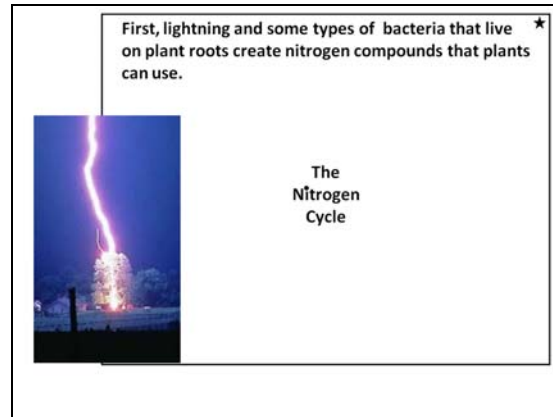 First, lightning and some types of bacteria that live
on plant roots create nitrogen compounds that plants
can use.
The
Nitrogen
Cycle